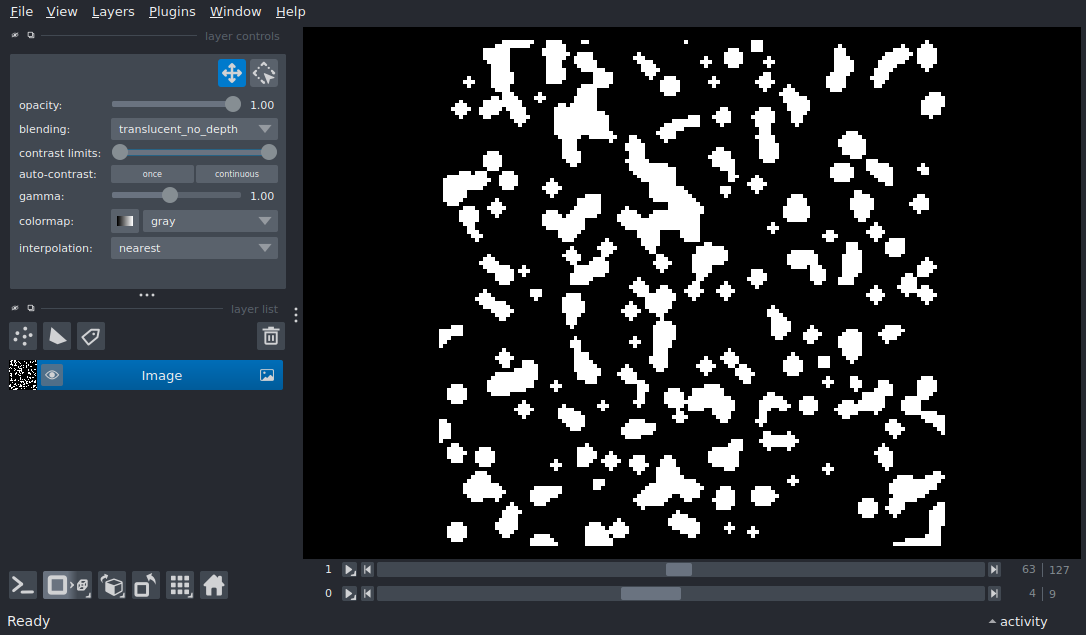 File View Layers Plugins Window Help
layer controls
opacity: 1.00
blending: translucent_no_depth
contrast limits:
auto-contrast: once continuous
gamma: 1.00
colormap: gray
interpolation: nearest
layer list
Image
1 63 127
0 4 9
Ready activity